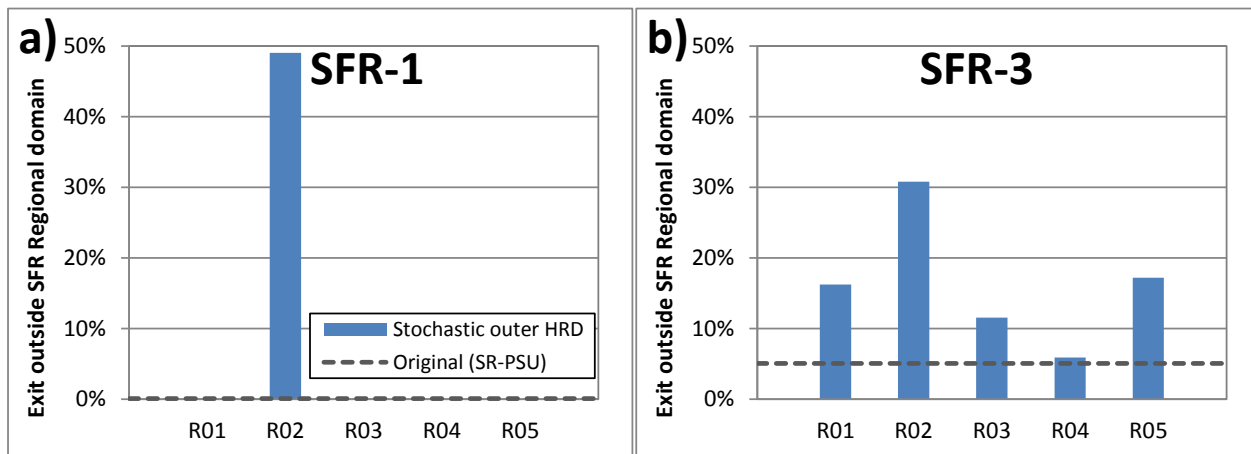 a)
SFR-1
Exit outside SFR Regional domain
50%
40%
30%
20%
10%
0%
R01 R02 R03 R04 R05
Stochastic outer HRD
Original (SR-PSU)
b)
SFR-3
Exit outside SFR Regional domain
50%
40%
30%
20%
10%
0%
R01 R02 R03 R04 R05